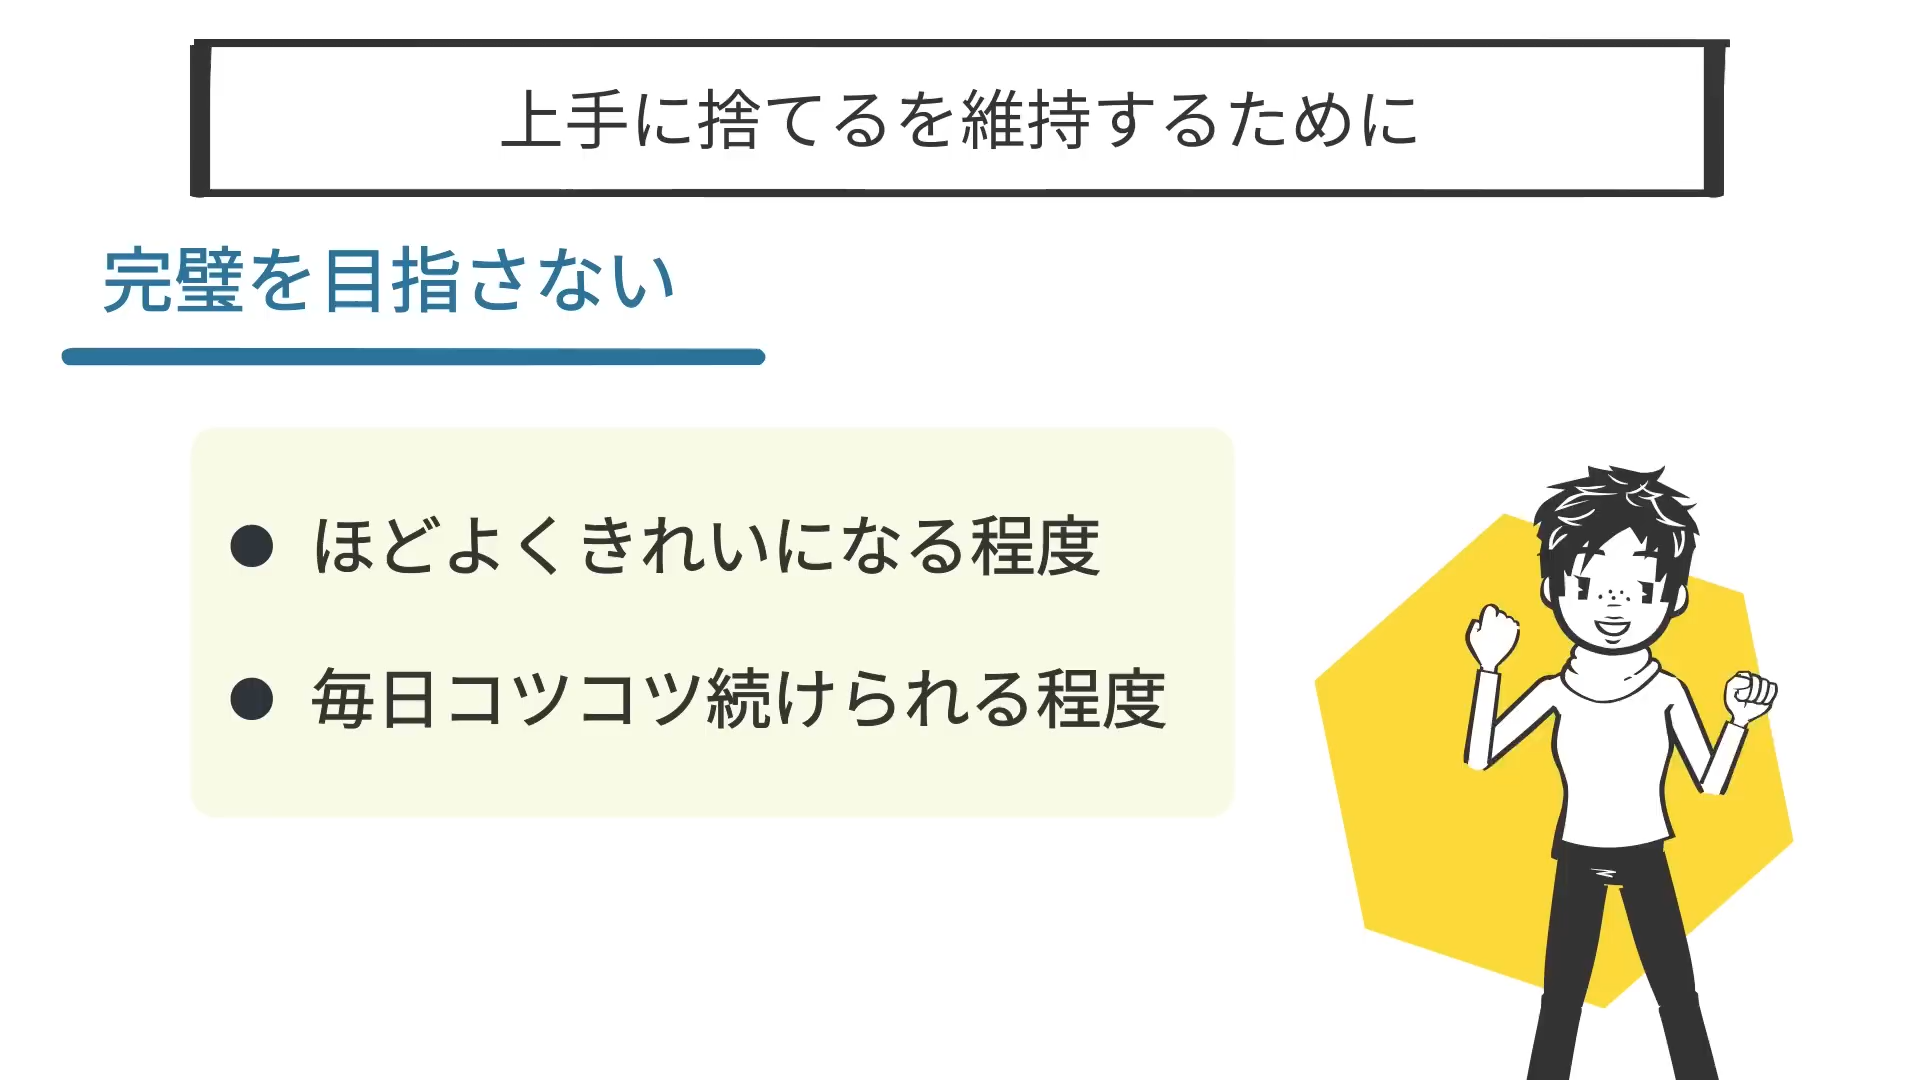 上手に捨てるを維持するために
完璧を目指さない
● ほどよくきれいになる程度
● 毎日コツコツ続けられる程度